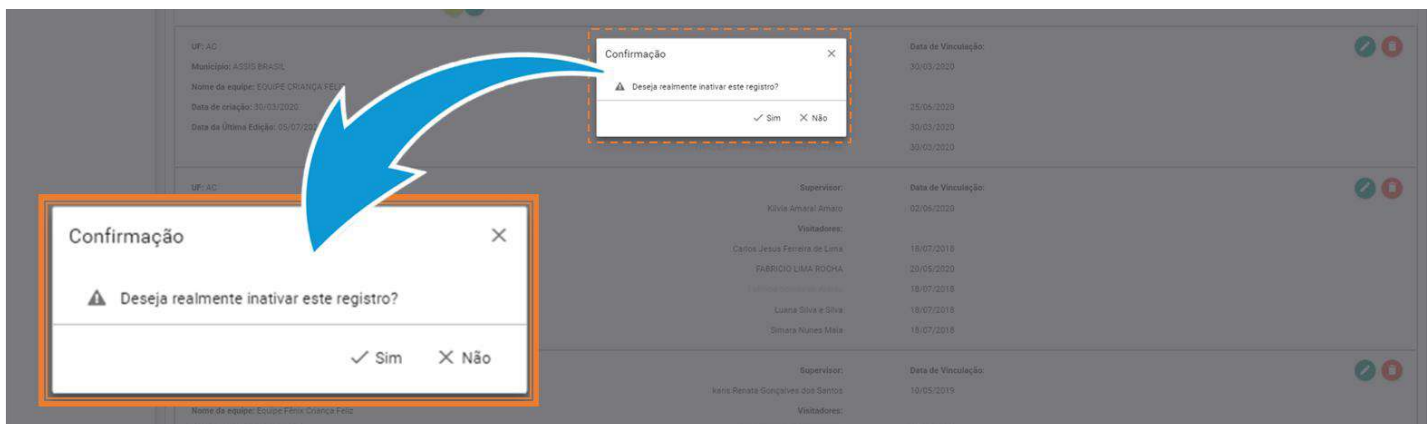 UF: AC
Município: ASSIS BRASIL
Nome da equipe: EQUIPE CRIANÇA FELIZ
Data de criação: 30/03/2020
Data da Última Edição: 05/07/
Confirmação
Deseja realmente inativar este registro?
Sim Não
Data de Vinculação:
30/03/2020
25/06/2020
30/03/2020
30/03/2020
UF: AC
Supervisor: Data de Vinculação:
Kilvia Amaral Amaro 02/06/2020
Visitadores:
Carlos Jesus Ferreira de Lima 18/07/2018
FABRICIO LIMA ROCHA 20/05/2020
18/07/2018
Luana Silva e Silva 18/07/2018
Simara Nunes Maia 18/07/2018
Confirmação
Deseja realmente inativar este registro?
Sim Não
Supervisor: Data de Vinculação:
Renata Gonçalves dos Santos 10/05/2019
Nome da equipe: Equipe Fênix Criança Feliz Visitadores: